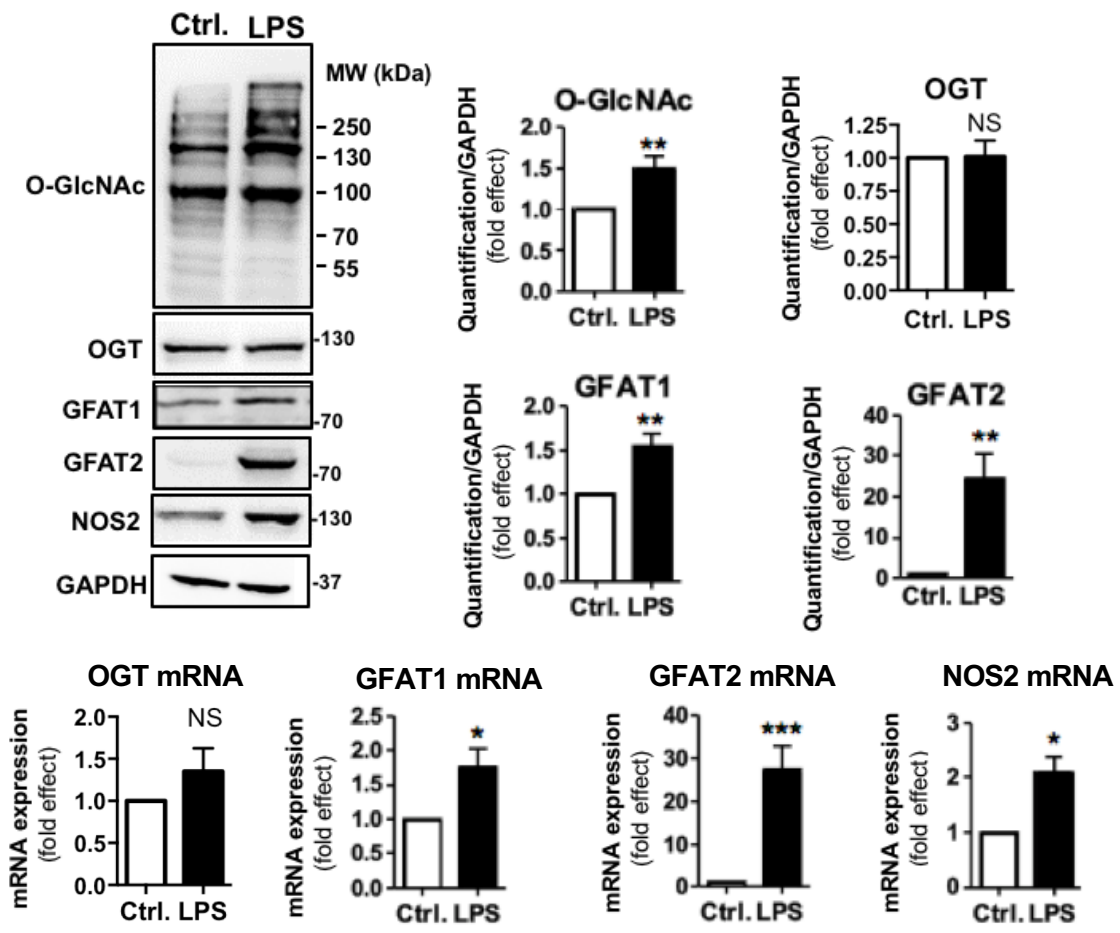 Ctrl. LPS
MW (kDa)
O-GlcNAc
- 250
- 130
- 100
- 70
- 55
OGT
-130
GFAT1
-70
GFAT2
-70
NOS2
-130
GAPDH
-37
O-GlcNAc
Quantification/GAPDH
(fold effect)
2.0
1.5
1.0
0.5
0.0
**
Ctrl. LPS
OGT
Quantification/GAPDH
(fold effect)
1.25
1.00
0.75
0.50
0.25
0.00
NS
Ctrl. LPS
GFAT1
Quantification/GAPDH
(fold effect)
2.0
1.5
1.0
0.5
0.0
**
Ctrl. LPS
GFAT2
Quantification/GAPDH
(fold effect)
40
30
20
10
0
**
Ctrl. LPS
OGT mRNA
mRNA expression
(fold effect)
2.0
1.5
1.0
0.5
0.0
NS
Ctrl. LPS
GFAT1 mRNA
mRNA expression
(fold effect)
2.5
2.0
1.5
1.0
0.5
0.0
*
Ctrl. LPS
GFAT2 mRNA
mRNA expression
(fold effect)
40
30
20
10
0
***
Ctrl. LPS
NOS2 mRNA
mRNA expression
(fold effect)
3
2
1
0
*
Ctrl. LPS